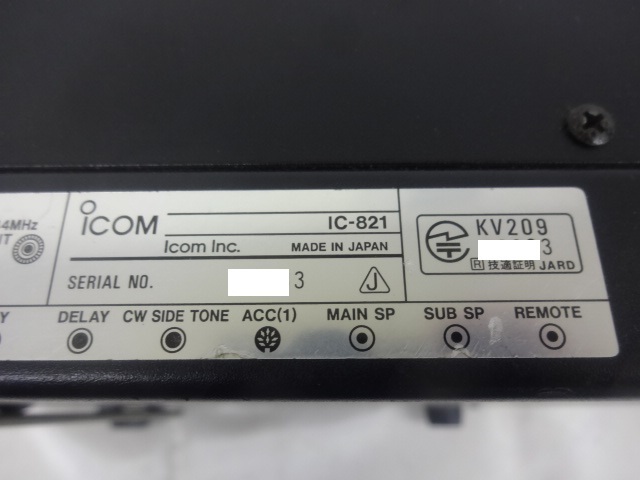 4MHz
ICOM
IC-821
Icom Inc.
MADE IN JAPAN
SERIAL NO. 3
J
KV209
3
R 技適証明 JARD
DELAY
CW SIDE TONE
ACC(1)
MAIN SP
SUB SP
REMOTE